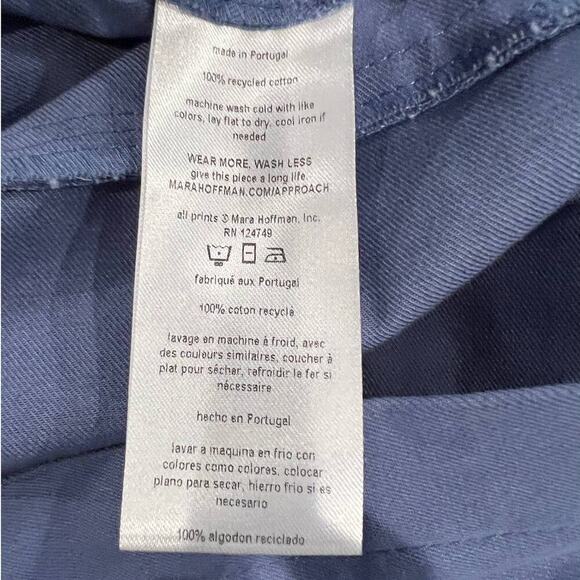 made in Portugal
100% recycled cotton
machine wash cold with like
colors, lay flat to dry, cool iron if
needed
WEAR MORE, WASH LESS
give this piece a long life.
MARAHOFFMAN.COM/APPROACH
all prints © Mara Hoffman, Inc.
RN 124749
fabriqué aux Portugal
100% coton recyclé
lavage en machine à froid, avec
des couleurs similaires, coucher à
plat pour sécher, refroidir le fer si
nécessaire
hecho en Portugal
lavar a maquina en frio con
colores como colores, colocar
plano para secar, hierro frio si es
necesario
100% algodon reciclado